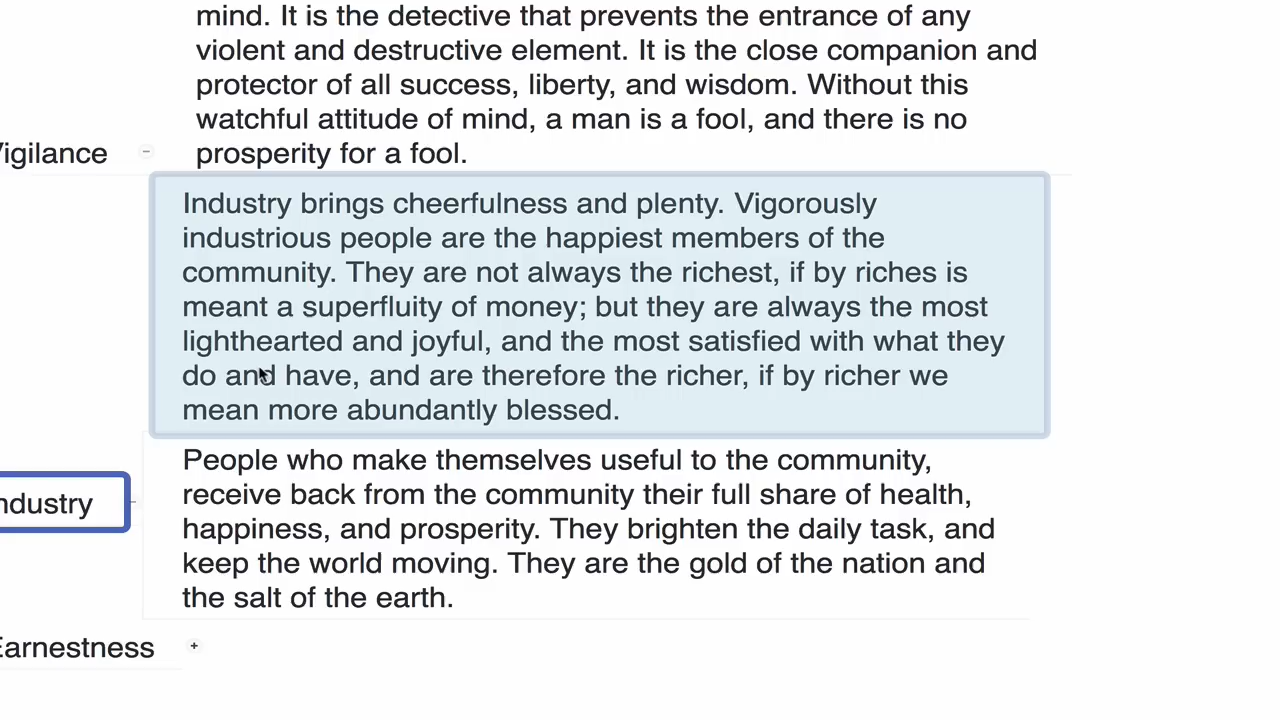 mind. It is the detective that prevents the entrance of any
violent and destructive element. It is the close companion and
protector of all success, liberty, and wisdom. Without this
watchful attitude of mind, a man is a fool, and there is no
prosperity for a fool.
Vigilance
Industry brings cheerfulness and plenty. Vigorously
industrious people are the happiest members of the
community. They are not always the richest, if by riches is
meant a superfluity of money; but they are always the most
lighthearted and joyful, and the most satisfied with what they
do and have, and are therefore the richer, if by richer we
mean more abundantly blessed.
People who make themselves useful to the community,
receive back from the community their full share of health,
happiness, and prosperity. They brighten the daily task, and
keep the world moving. They are the gold of the nation and
the salt of the earth.
ndustry
Earnestness